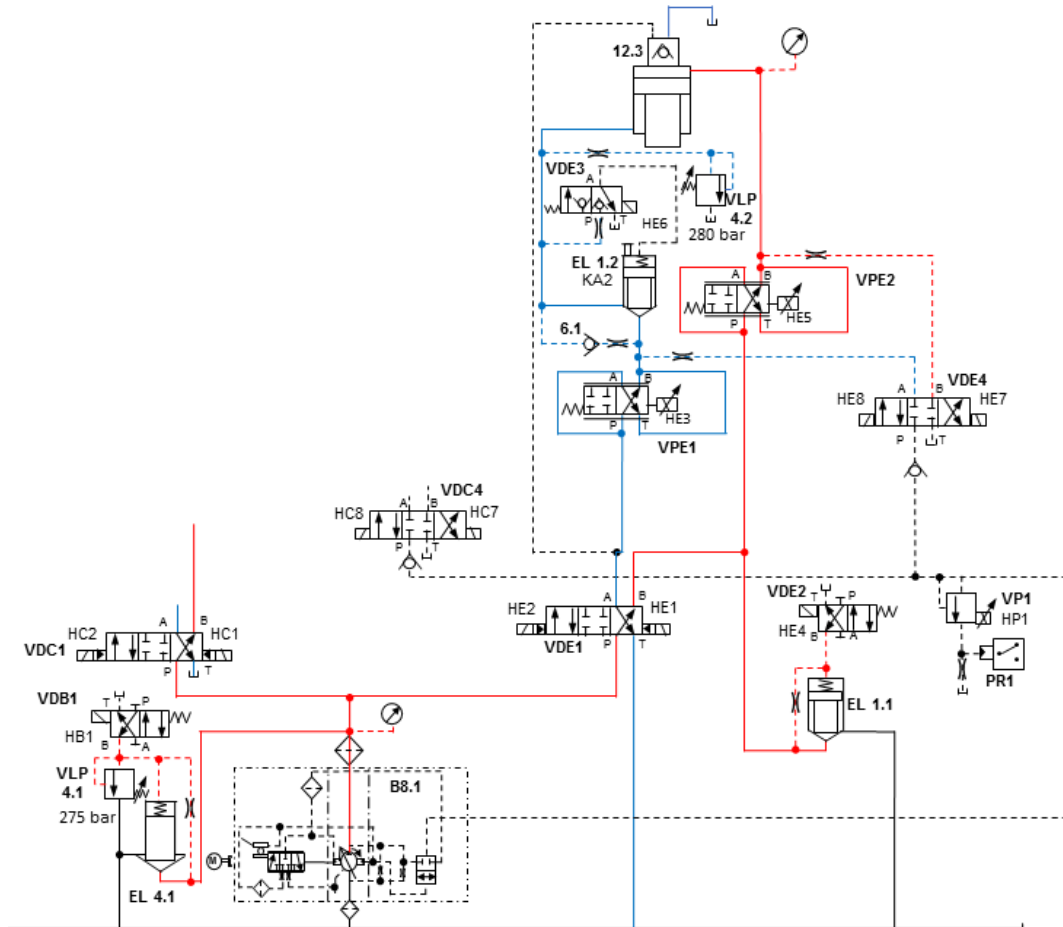 12.3
VDE3
A
P
T
HE6
VLP
4.2
280 bar
EL 1.2
KA2
A
B
VPE2
HE5
P
T
6.1
A
B
HE3
P
T
VPE1
A
B
VDE4
HE8
HE7
P
T
VDC4
A
B
HC8
HC7
P
T
VDE2
T
P
HE4
B
A
VP1
HP1
PR1
A
B
HE2
HE1
VDE1
P
T
A
B
HC2
HC1
VDC1
P
T
VDB1
T
P
HB1
B
A
EL 1.1
VLP
4.1
275 bar
B8.1
M
EL 4.1